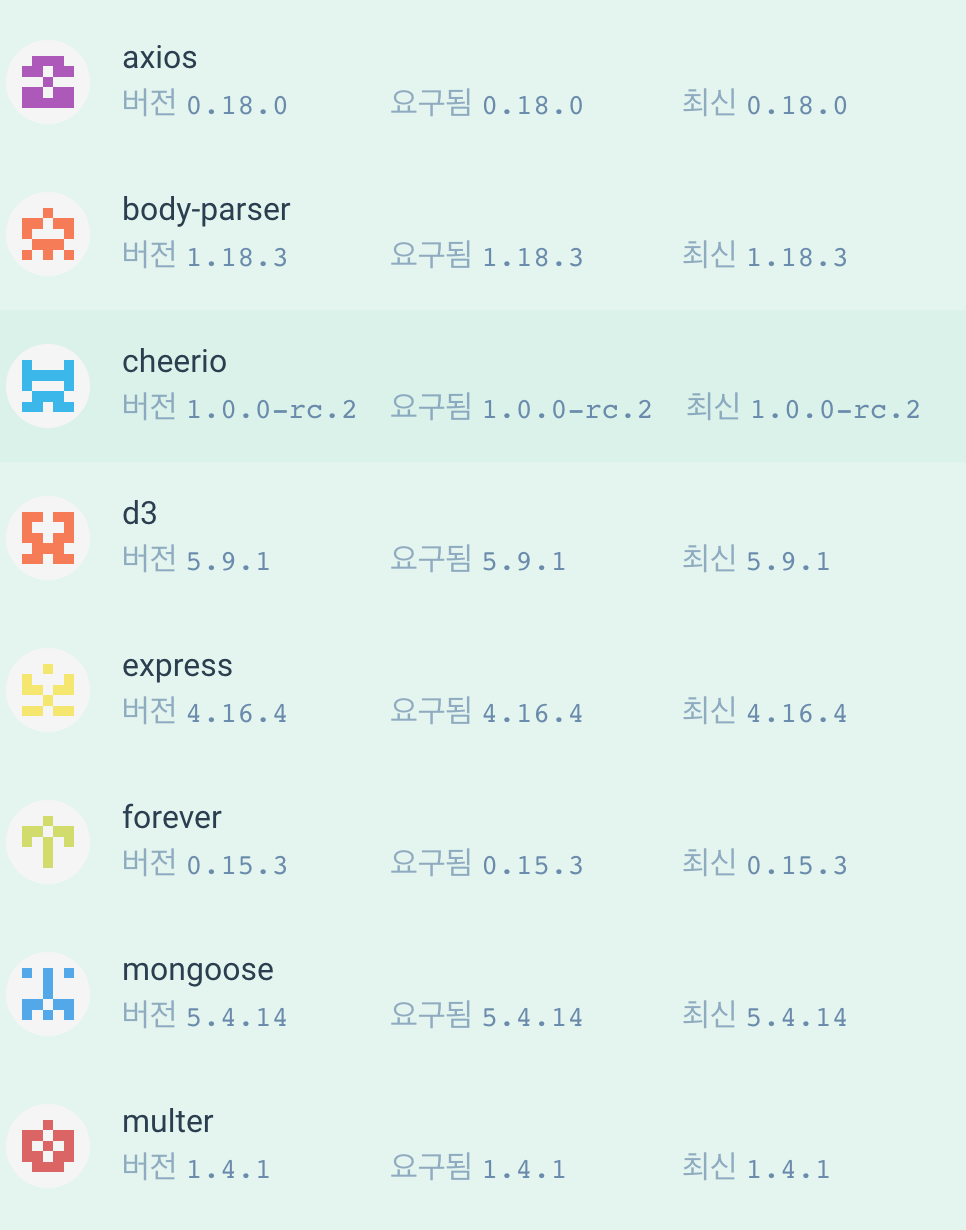 axios
버전 0.18.0 요구됨 0.18.0 최신 0.18.0
body-parser
버전 1.18.3 요구됨 1.18.3 최신 1.18.3
cheerio
버전 1.0.0-rc.2 요구됨 1.0.0-rc.2 최신 1.0.0-rc.2
d3
버전 5.9.1 요구됨 5.9.1 최신 5.9.1
express
버전 4.16.4 요구됨 4.16.4 최신 4.16.4
forever
버전 0.15.3 요구됨 0.15.3 최신 0.15.3
mongoose
버전 5.4.14 요구됨 5.4.14 최신 5.4.14
multer
버전 1.4.1 요구됨 1.4.1 최신 1.4.1